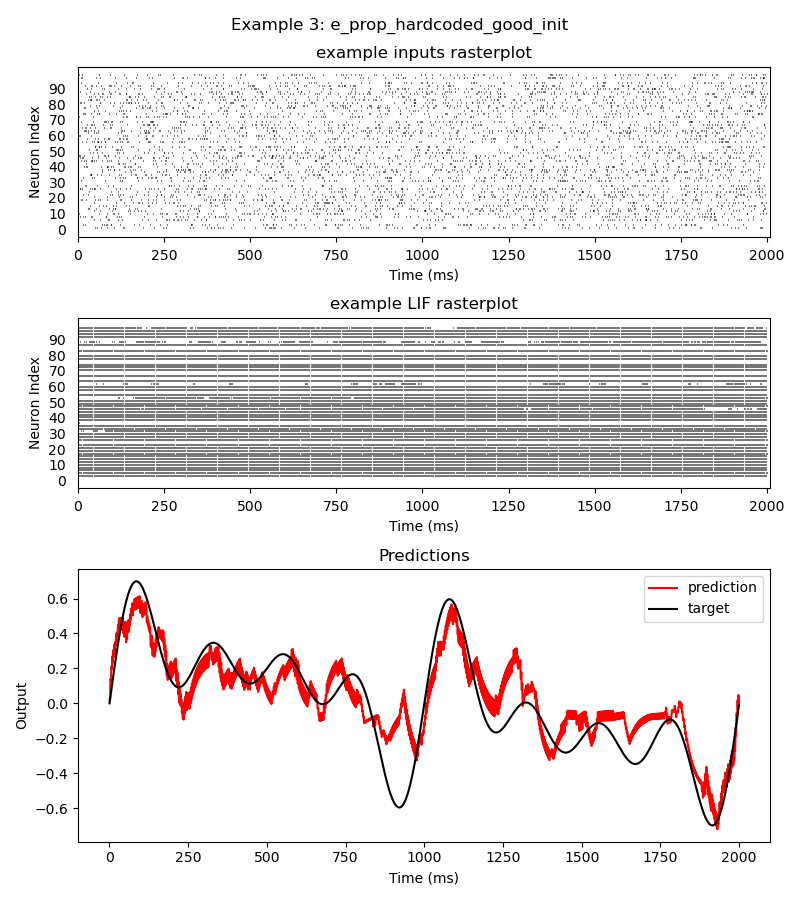 Example 3: e_prop_hardcoded_good_init
example inputs rasterplot
Neuron Index
90
80
70
60
50
40
30
20
10
0
0 250 500 750 1000 1250 1500 1750 2000
Time (ms)
example LIF rasterplot
Neuron Index
90
80
70
60
50
40
30
20
10
0
0 250 500 750 1000 1250 1500 1750 2000
Time (ms)
Predictions
Output
0.6
0.4
0.2
0.0
−0.2
−0.4
−0.6
prediction
target
0 250 500 750 1000 1250 1500 1750 2000
Time (ms)